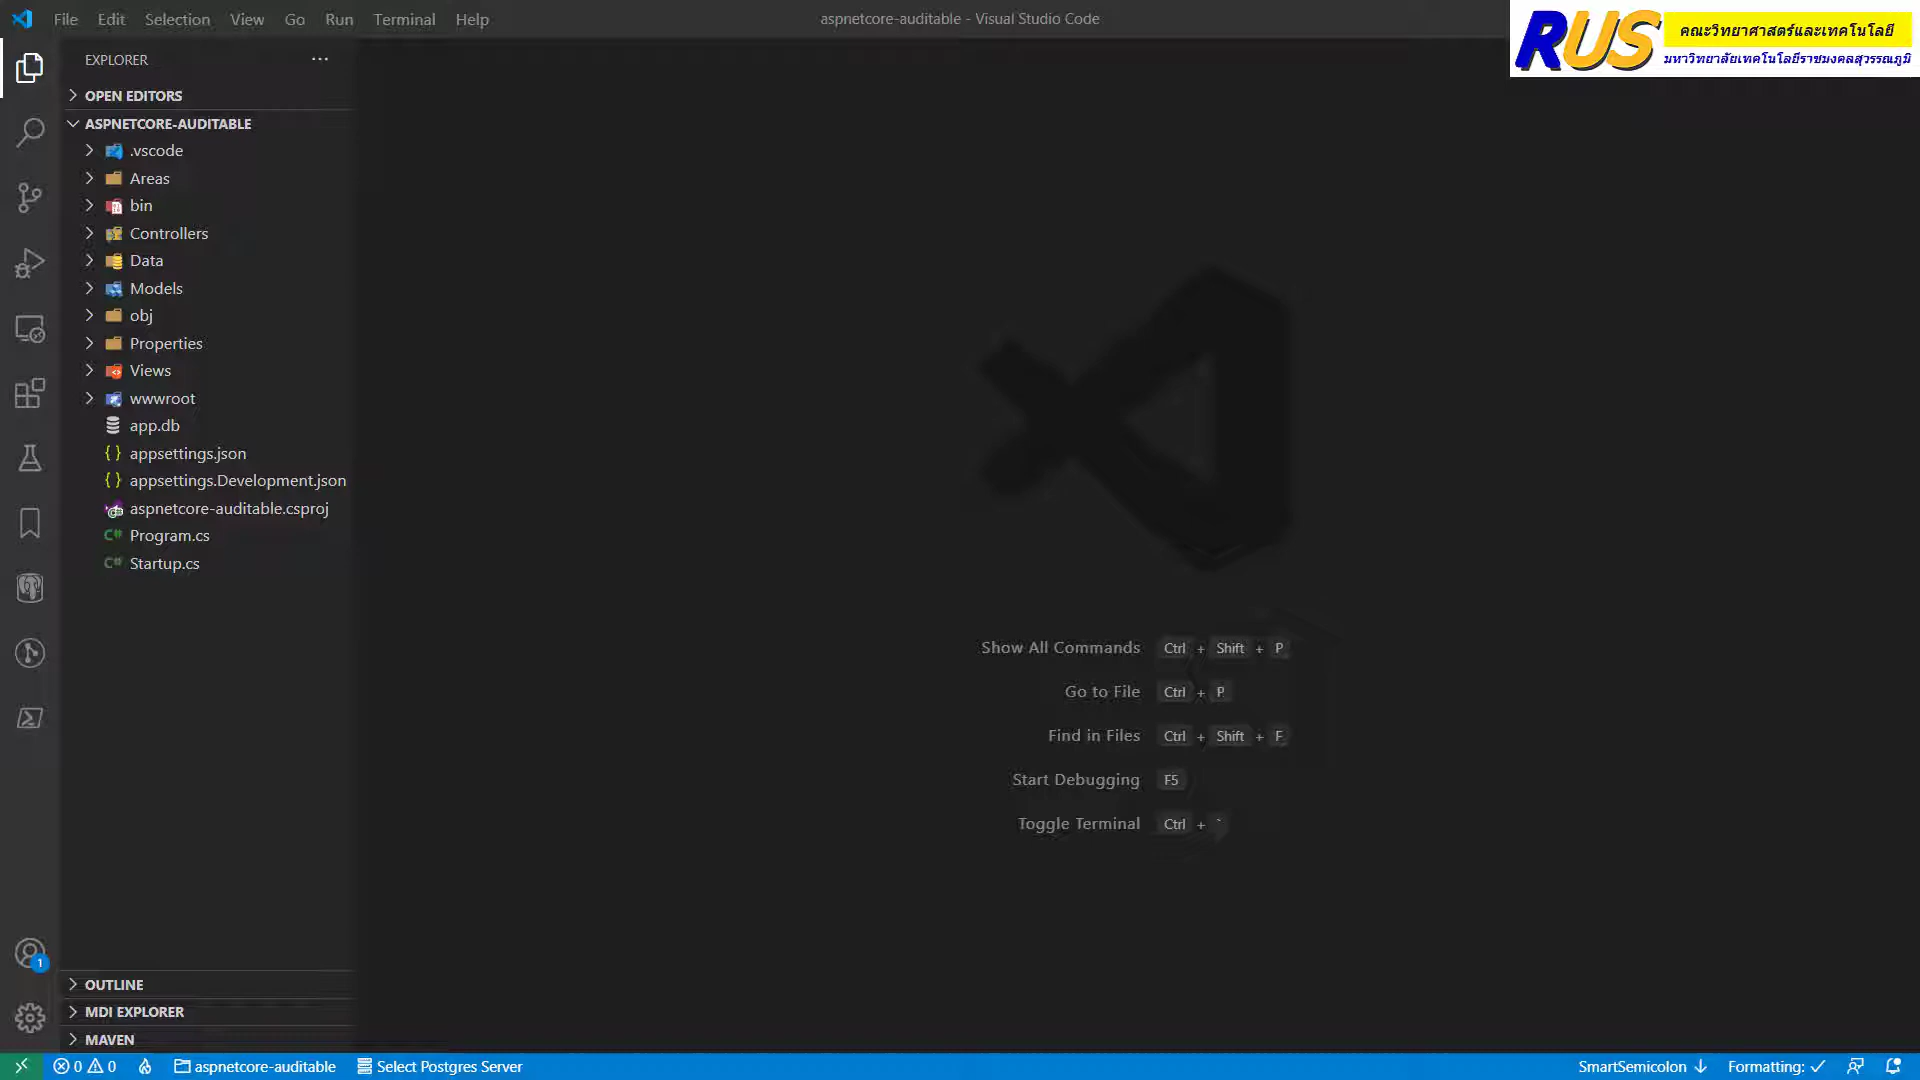 File Edit Selection View Go Run Terminal Help
aspnetcore-auditable - Visual Studio Code
RUS
คณะวิทยาศาสตร์และเทคโนโลยี
มหาวิทยาลัยเทคโนโลยีราชมงคลสุวรรณภูมิ
EXPLORER
OPEN EDITORS
ASPNETCORE-AUDITABLE
.vscode
Areas
bin
Controllers
Data
Models
obj
Properties
Views
wwwroot
app.db
{} appsettings.json
{} appsettings.Development.json
aspnetcore-auditable.csproj
C# Program.cs
C# Startup.cs
Show All Commands Ctrl + Shift + P
Go to File Ctrl + P
Find in Files Ctrl + Shift + F
Start Debugging F5
Toggle Terminal Ctrl + `
1
OUTLINE
MDI EXPLORER
MAVEN
0 0 aspnetcore-auditable Select Postgres Server
SmartSemicolon ↓ Formatting: ✓